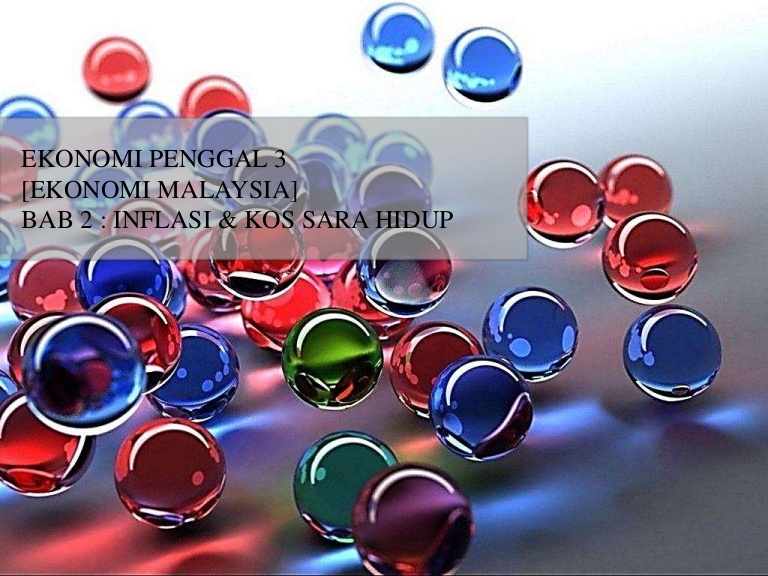 EKONOMI PENGGAL 3
[EKONOMI MALAYSIA]
BAB 2 : INFLASI & KOS SARA HIDUP